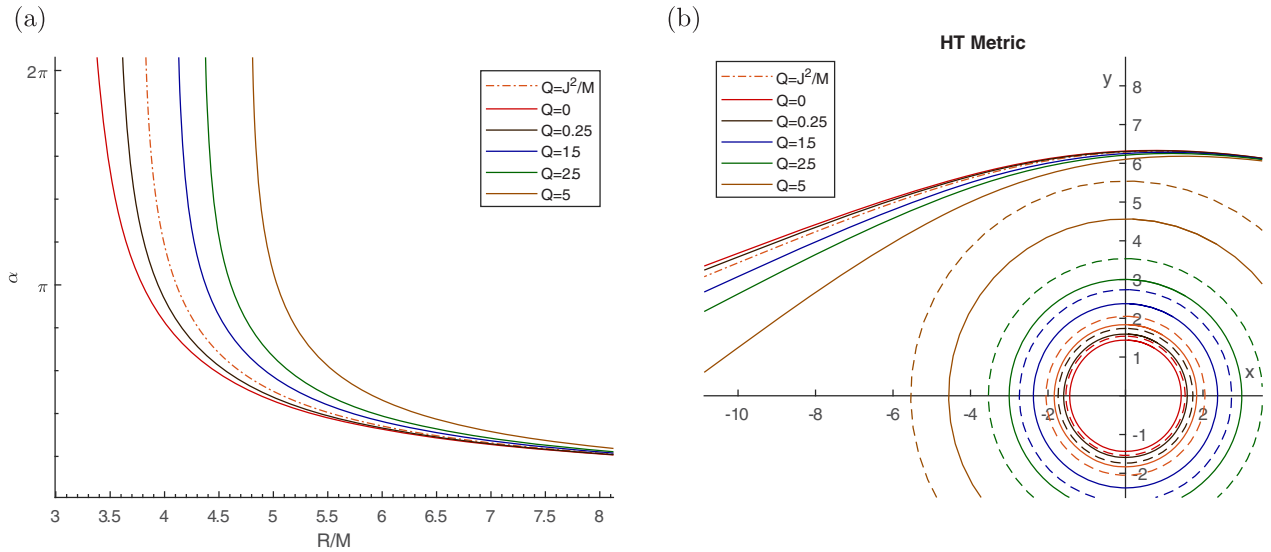 (a)
2π
π
α
3 3.5 4 4.5 5 5.5 6 6.5 7 7.5 8
R/M
Q=J²/M
Q=0
Q=0.25
Q=15
Q=25
Q=5
(b)
HT Metric
Q=J²/M
Q=0
Q=0.25
Q=15
Q=25
Q=5
y
8
7
6
5
4
3
2
1
x
-10 -8 -6 -4 -2 2
-1
-2